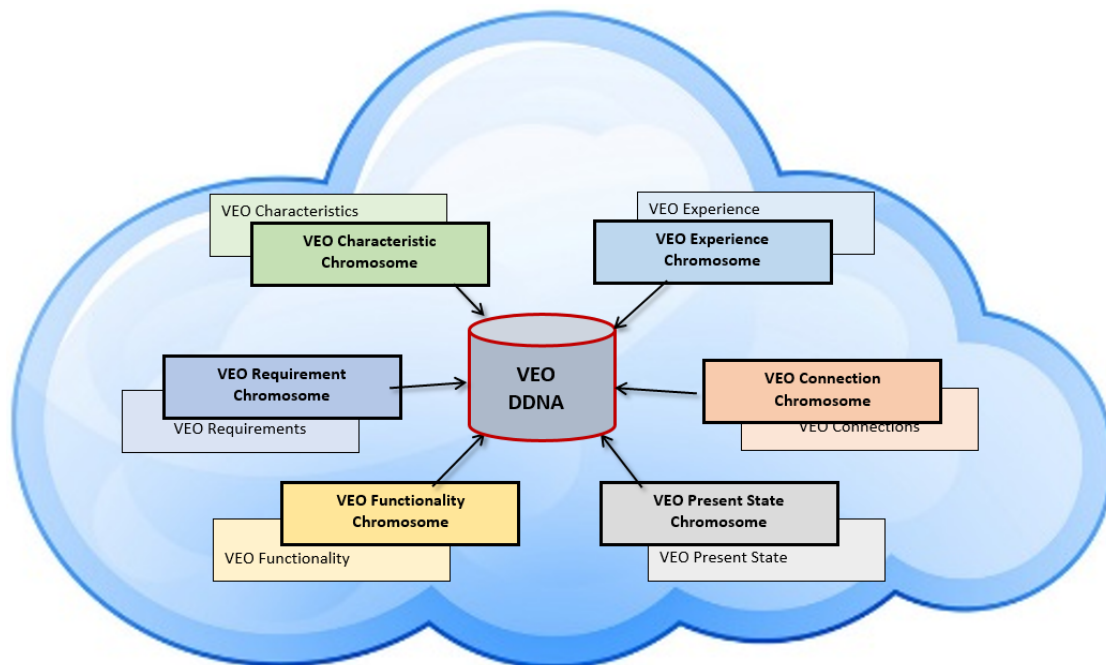 VEO Characteristics
VEO Characteristic
Chromosome
VEO Experience
VEO Experience
Chromosome
VEO Requirement
Chromosome
VEO Requirements
VEO
DDNA
VEO Connection
Chromosome
VEO Connections
VEO Functionality
Chromosome
VEO Functionality
VEO Present State
Chromosome
VEO Present State